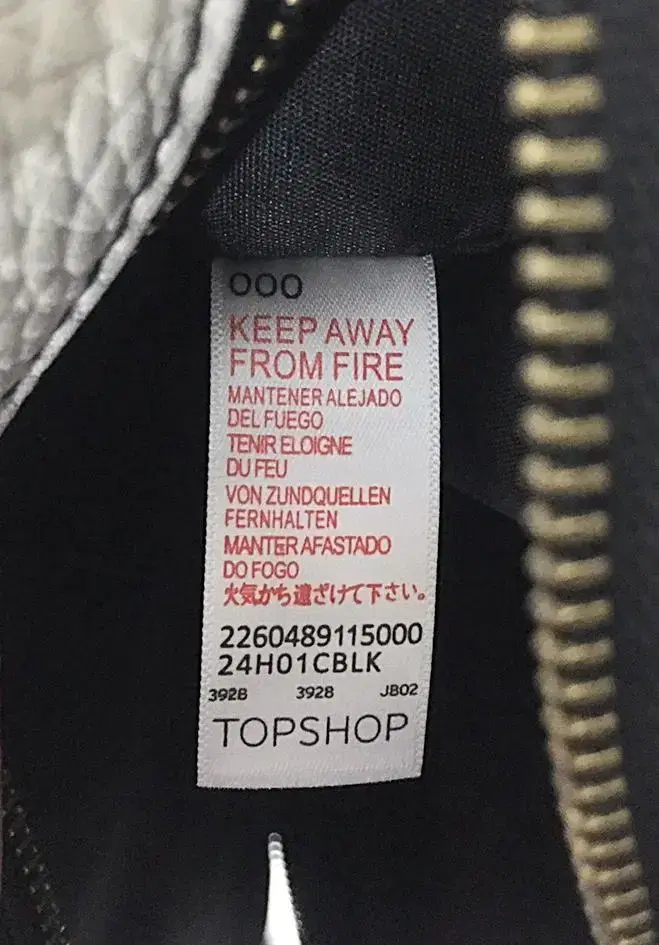 000
KEEP AWAY
FROM FIRE
MANTENER ALEJADO
DEL FUEGO
TENIR ELOIGNE
DU FEU
VON ZUNDQUELLEN
FERNHALTEN
MANTER AFASTADO
DO FOGO
火気から遠ざけて下さい。
2260489115000
24H01CBLK
3928 3928 JB02
TOPSHOP